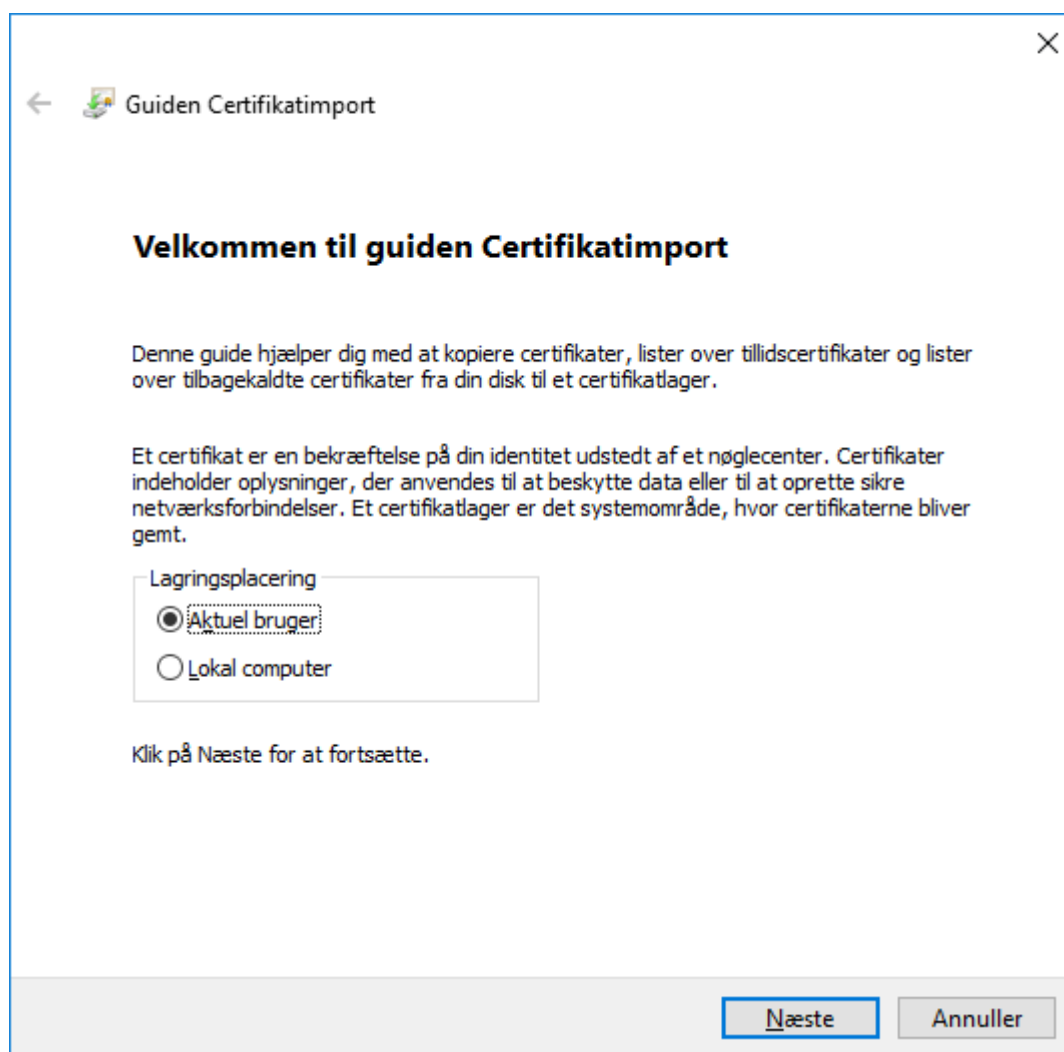 Guiden Certifikatimport
Velkommen til guiden Certifikatimport
Denne guide hjælper dig med at kopiere certifikater, lister over tillidscertifikater og lister
over tilbagekaldte certifikater fra din disk til et certifikatlager.
Et certifikat er en bekræftelse på din identitet udstedt af et nøglecenter. Certifikater
indeholder oplysninger, der anvendes til at beskytte data eller til at oprette sikre
netværksforbindelser. Et certifikatlager er det systemområde, hvor certifikaterne bliver
gemt.
Lagringsplacering
Aktuel bruger
Lokal computer
Klik på Næste for at fortsætte.
Næste
Annuller